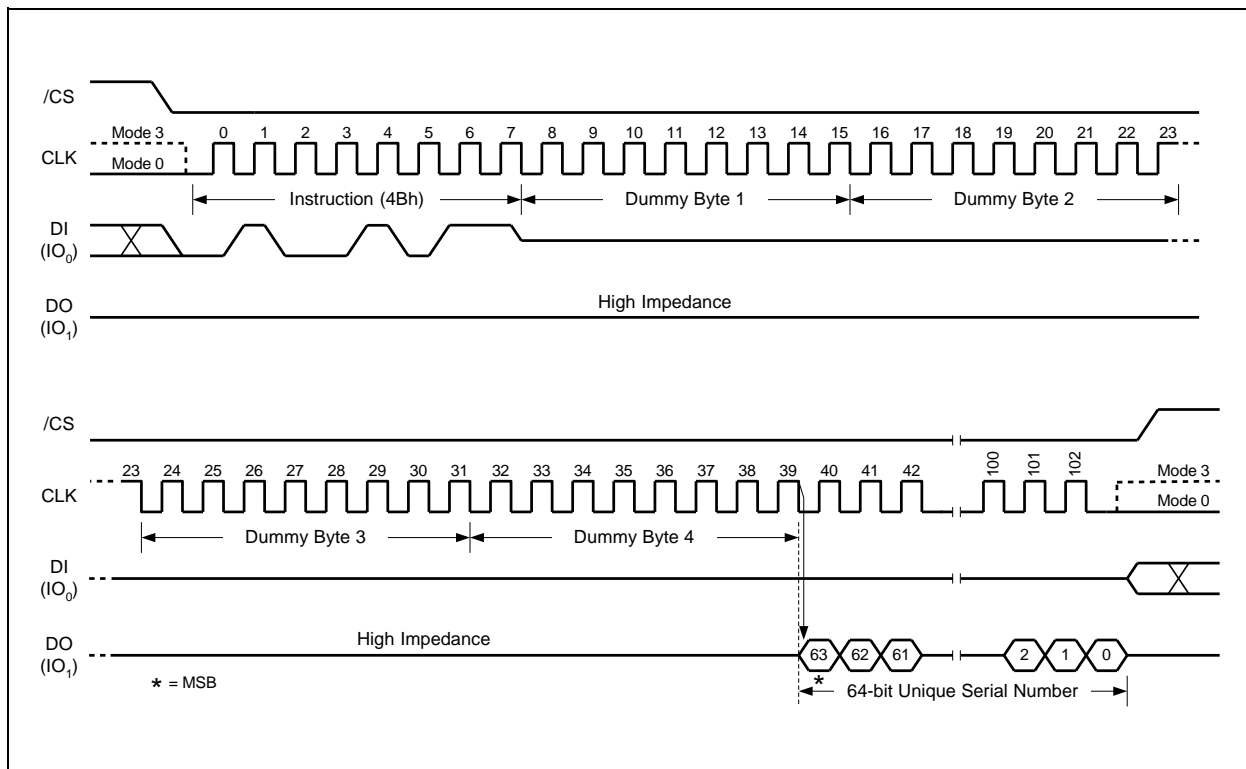 /CS
Mode 3 0 1 2 3 4 5 6 7 8 9 10 11 12 13 14 15 16 17 18 19 20 21 22 23
CLK
Mode 0
Instruction (4Bh) Dummy Byte 1 Dummy Byte 2
DI
(IO0)
High Impedance
DO
(IO1)
/CS
23 24 25 26 27 28 29 30 31 32 33 34 35 36 37 38 39 40 41 42 100 101 102 Mode 3
CLK
Mode 0
Dummy Byte 3 Dummy Byte 4
DI
(IO0)
High Impedance
DO
(IO1)
63 62 61 2 1 0
* = MSB
*
64-bit Unique Serial Number